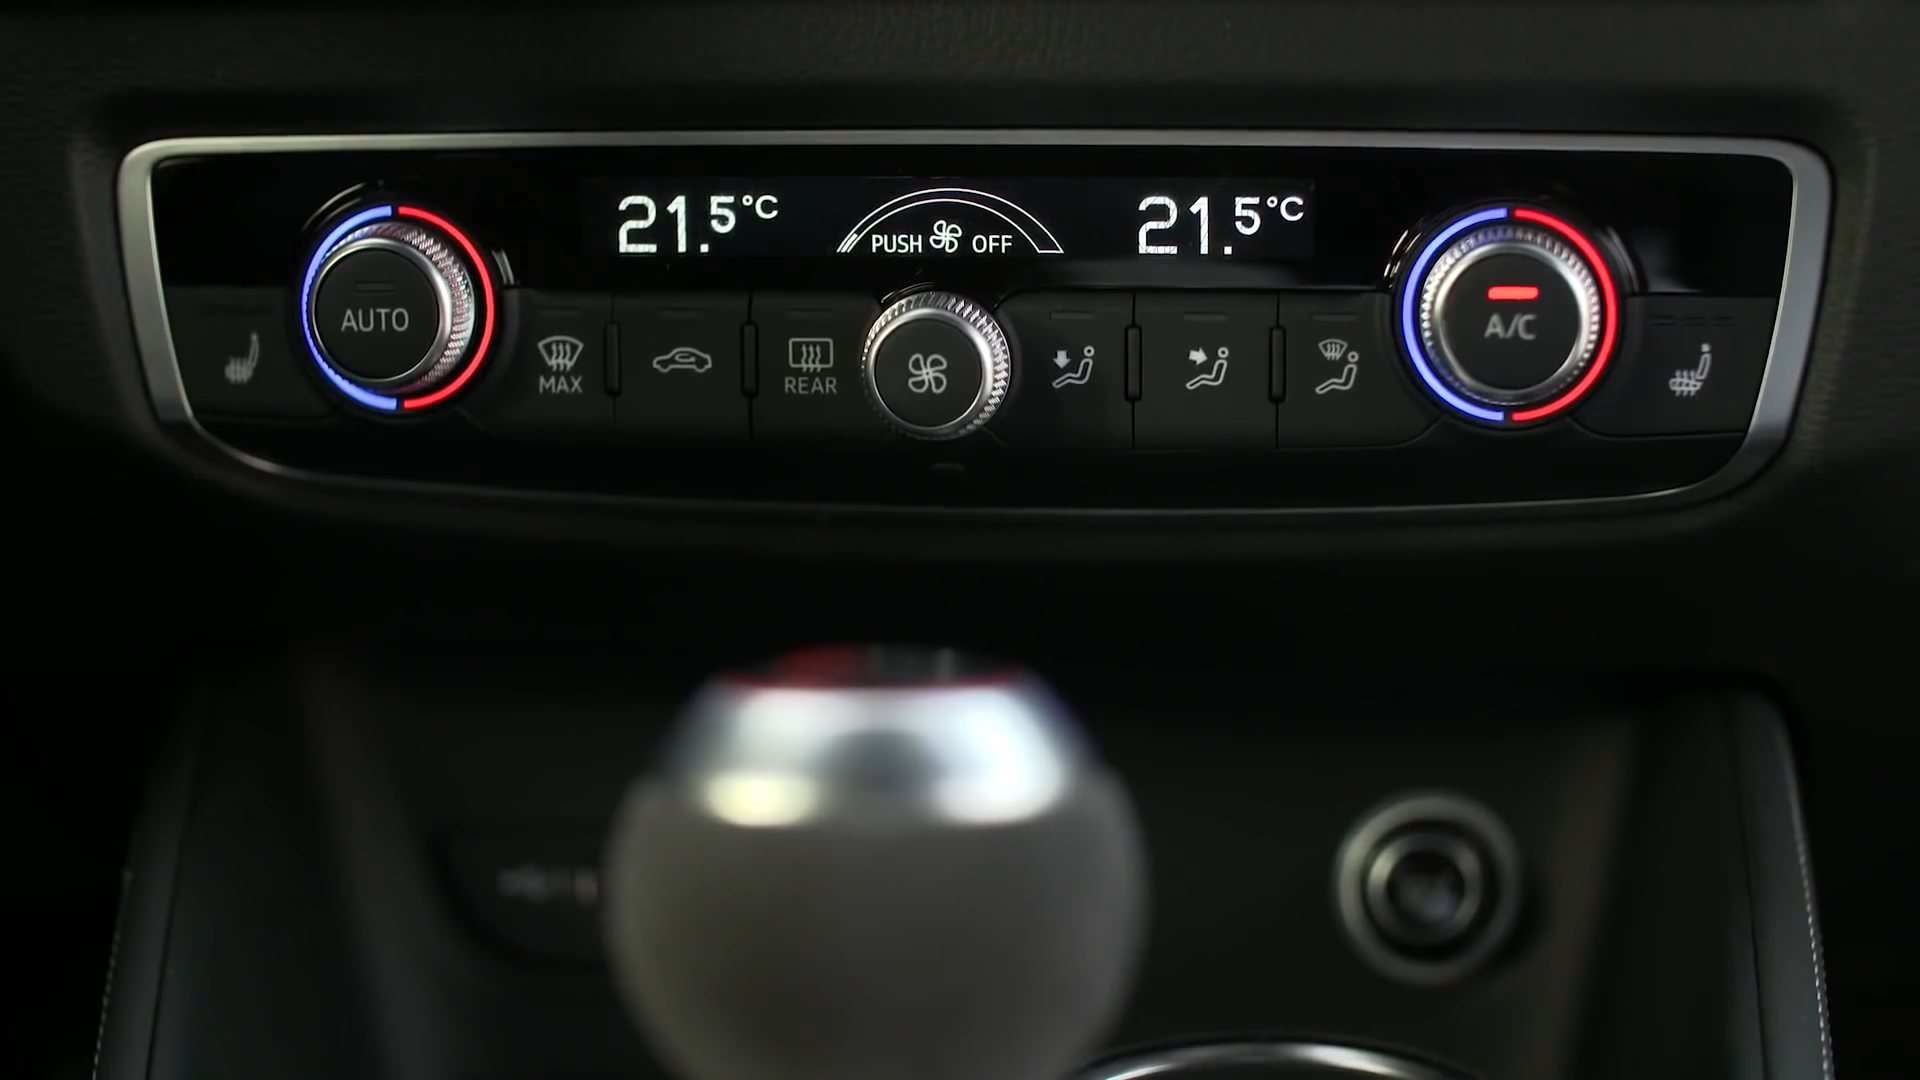 21.5°C
PUSH OFF
21.5°C
AUTO
MAX
REAR
A/C